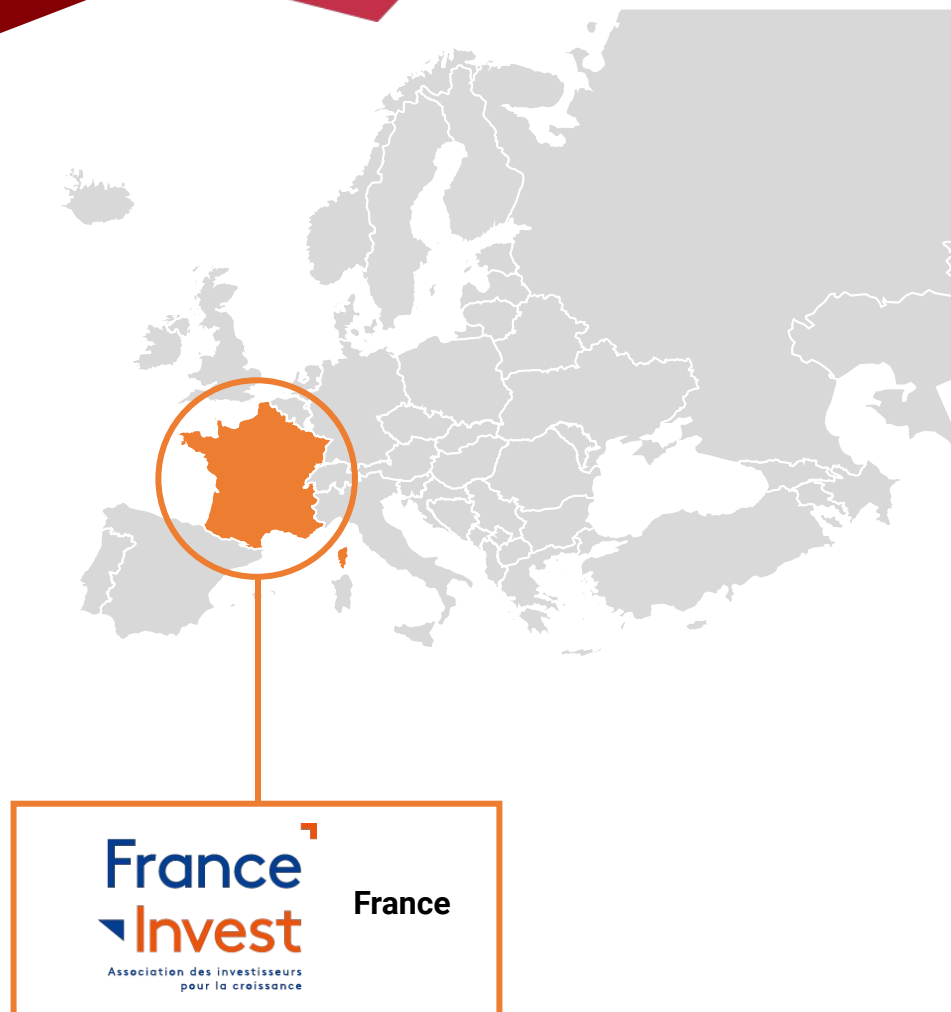 France
Invest
Association des investisseurs
pour la croissance
France